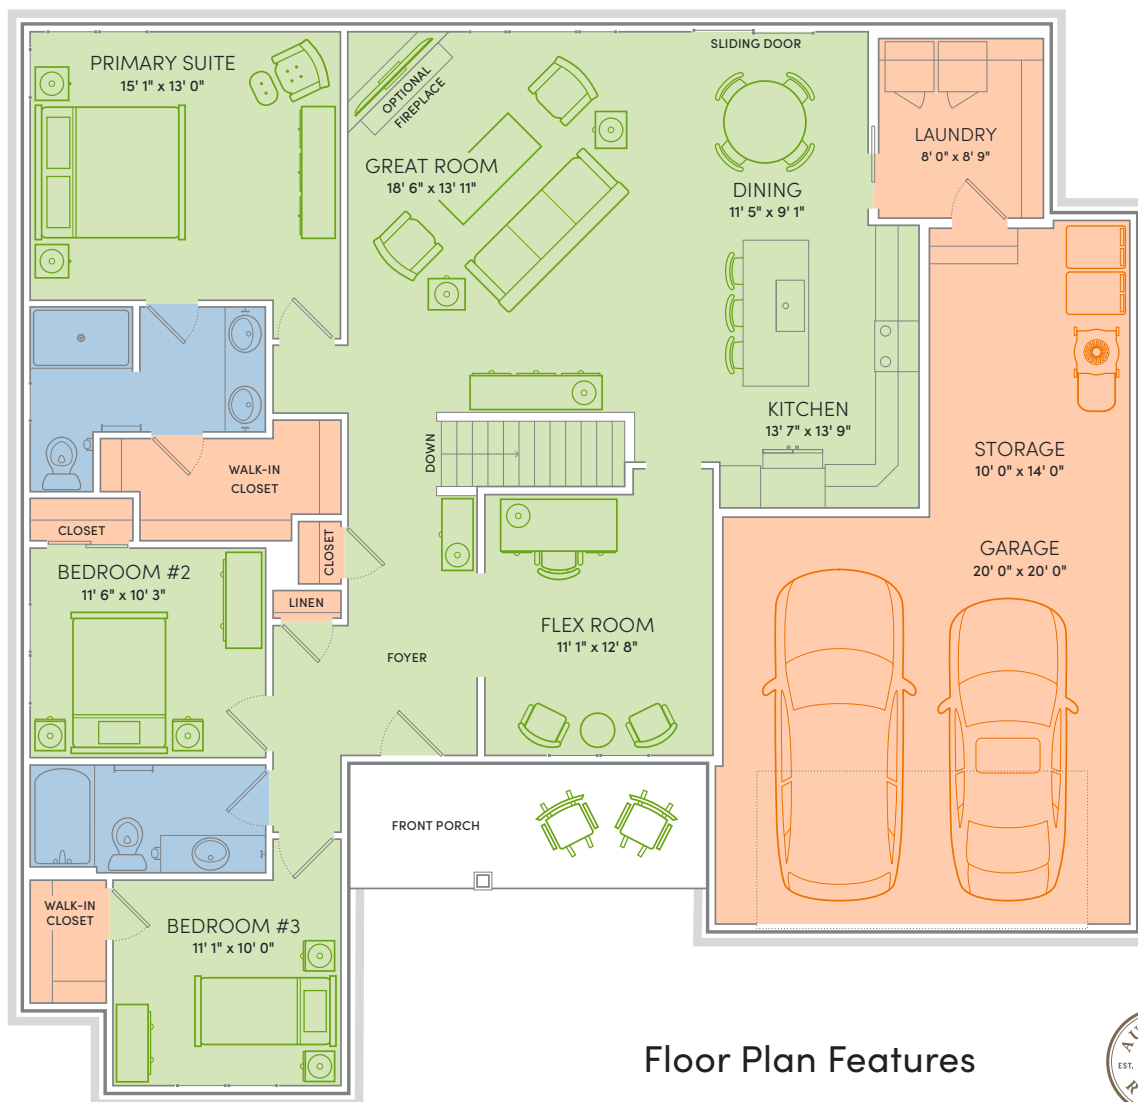 PRIMARY SUITE
15' 1" x 13' 0"
OPTIONAL
FIREPLACE
GREAT ROOM
18' 6" x 13' 11"
SLIDING DOOR
DINING
11' 5" x 9' 1"
LAUNDRY
8' 0" x 8' 9"
KITCHEN
13' 7" x 13' 9"
STORAGE
10' 0" x 14' 0"
GARAGE
20' 0" x 20' 0"
DOWN
WALK-IN
CLOSET
CLOSET
CLOSET
LINEN
BEDROOM #2
11' 6" x 10' 3"
FOYER
FLEX ROOM
11' 1" x 12' 8"
FRONT PORCH
WALK-IN
CLOSET
BEDROOM #3
11' 1" x 10' 0"
Floor Plan Features
EST.